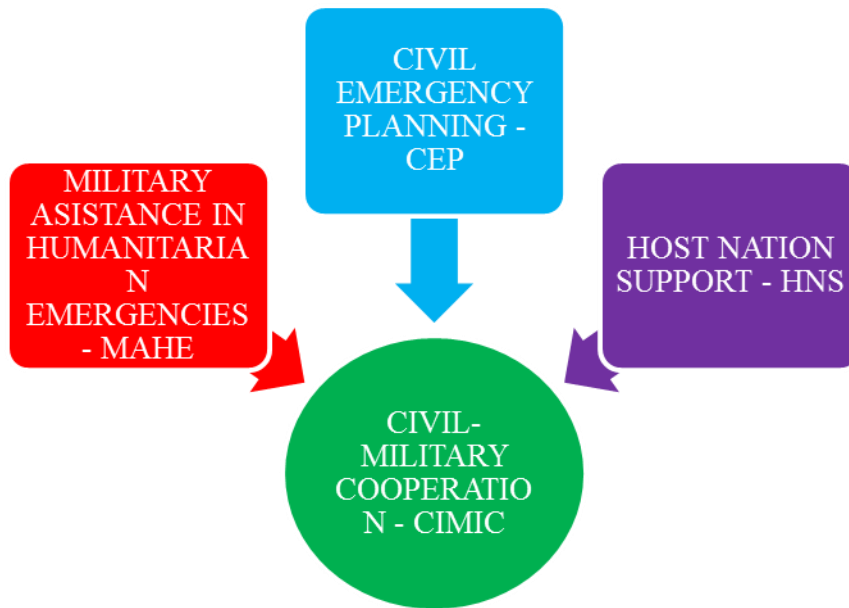 CIVIL
EMERGENCY
PLANNING -
CEP
MILITARY
ASISTANCE IN
HUMANITARIA
N
EMERGENCIES
- MAHE
HOST NATION
SUPPORT - HNS
CIVIL-
MILITARY
COOPERATIO
N - CIMIC